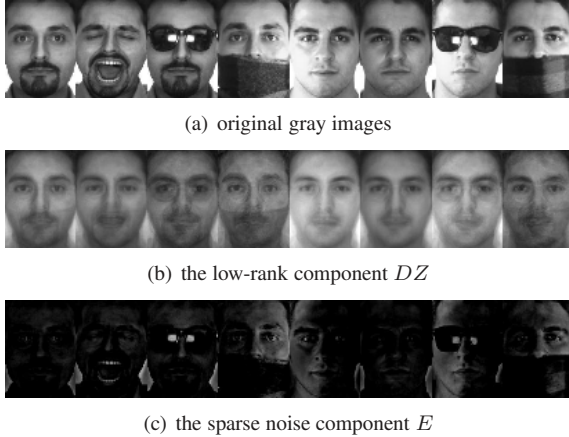 (a) original gray images
(b) the low-rank component DZ
(c) the sparse noise component E